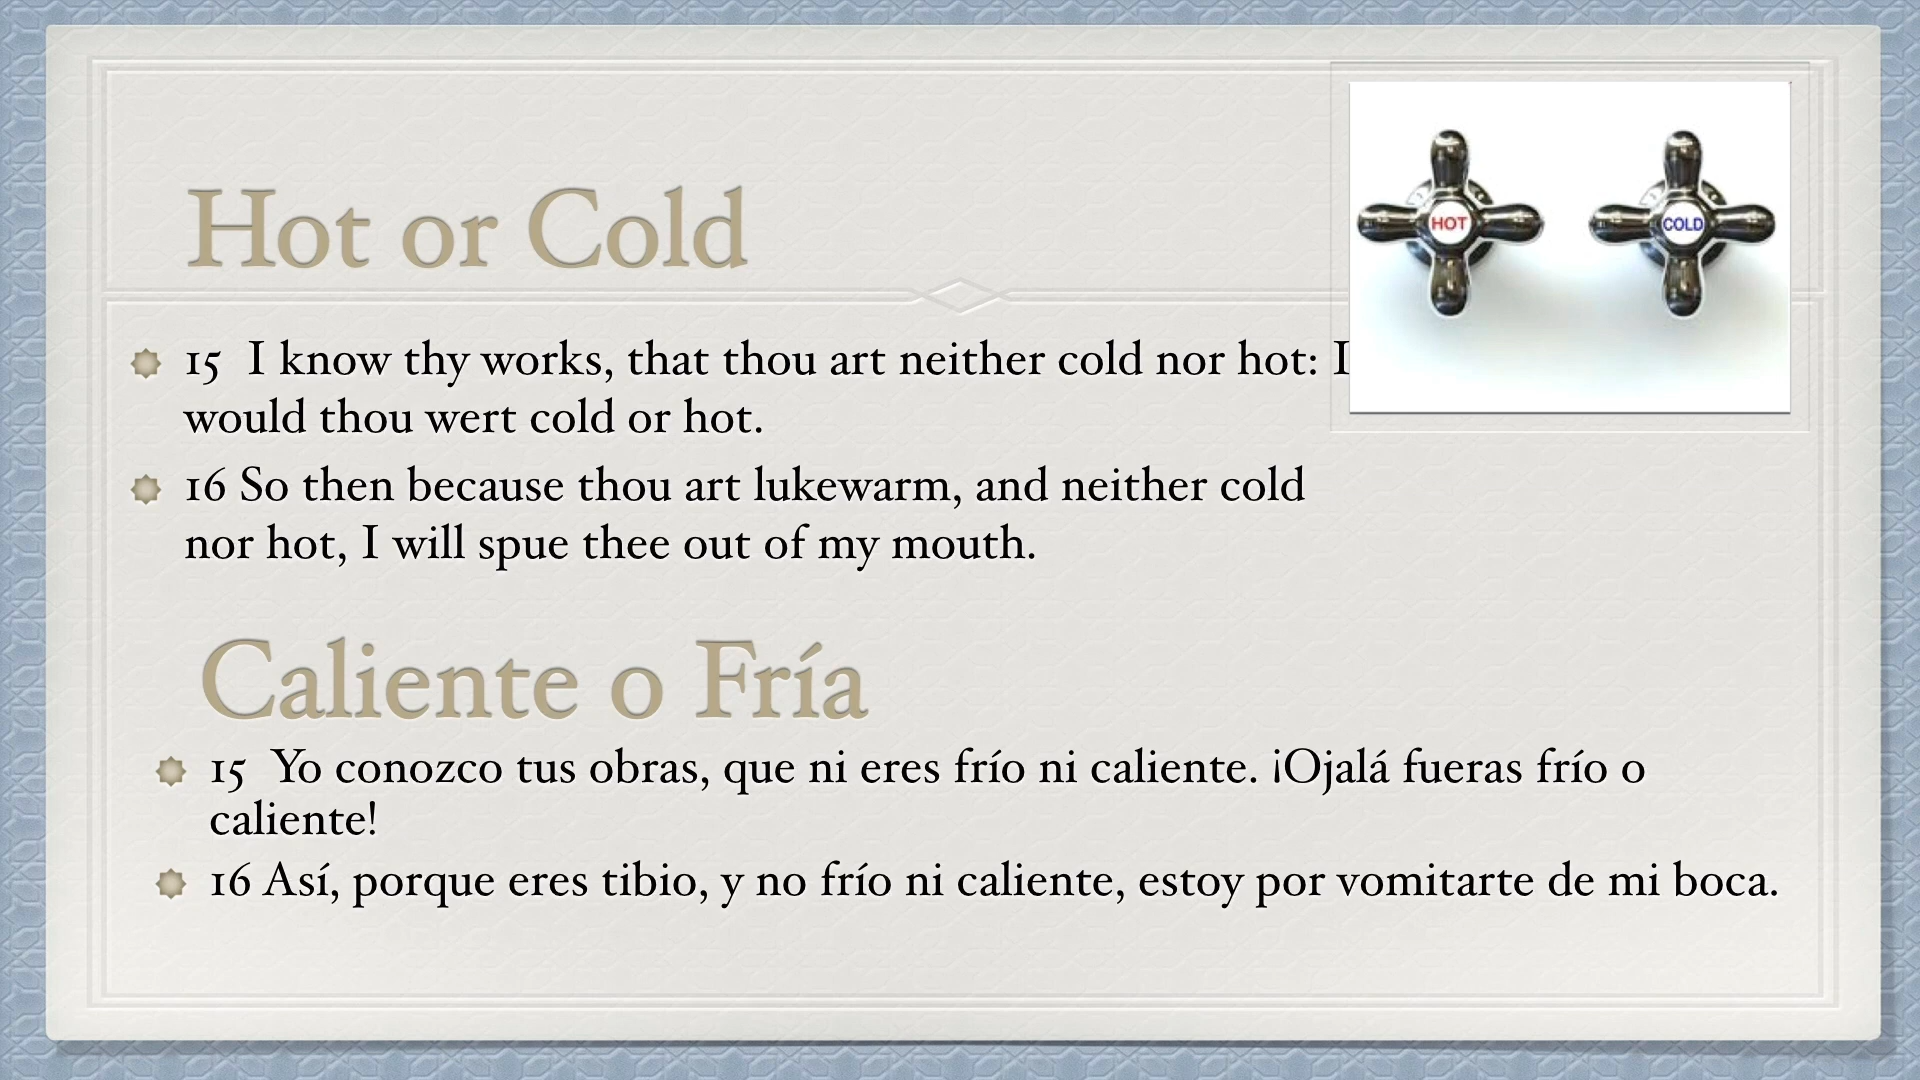 Hot or Cold
HOT
COLD
15 I know thy works, that thou art neither cold nor hot: I
would thou wert cold or hot.
16 So then because thou art lukewarm, and neither cold
nor hot, I will spue thee out of my mouth.
Caliente o Fría
15 Yo conozco tus obras, que ni eres frío ni caliente. ¡Ojalá fueras frío o
caliente!
16 Así, porque eres tibio, y no frío ni caliente, estoy por vomitarte de mi boca.